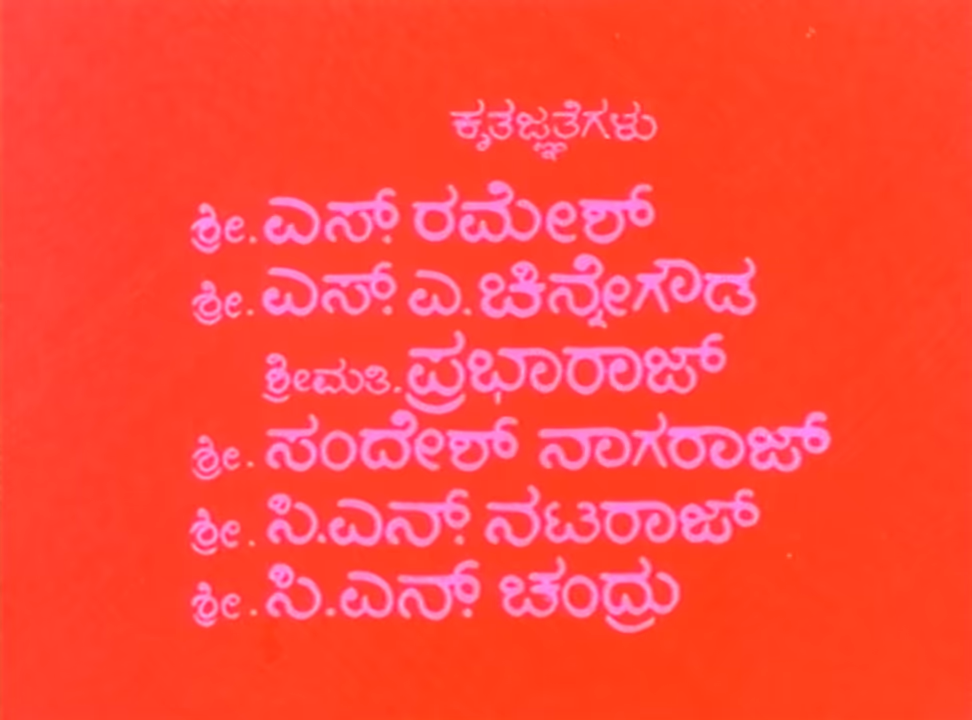 ಕೃತಜ್ಞತೆಗಳು
ಶ್ರೀ. ಎಸ್. ರಮೇಶ್
ಶ್ರೀ. ಎಸ್. ಎ. ಚಿನ್ನೇಗೌಡ
ಶ್ರೀಮತಿ. ಪ್ರಭಾರಾಜ್
ಶ್ರೀ. ಸಂದೇಶ್ ನಾಗರಾಜ್
ಶ್ರೀ. ಸಿ.ಎನ್. ನಟರಾಜ್
ಶ್ರೀ. ಸಿ.ಎನ್. ಚಂದ್ರು